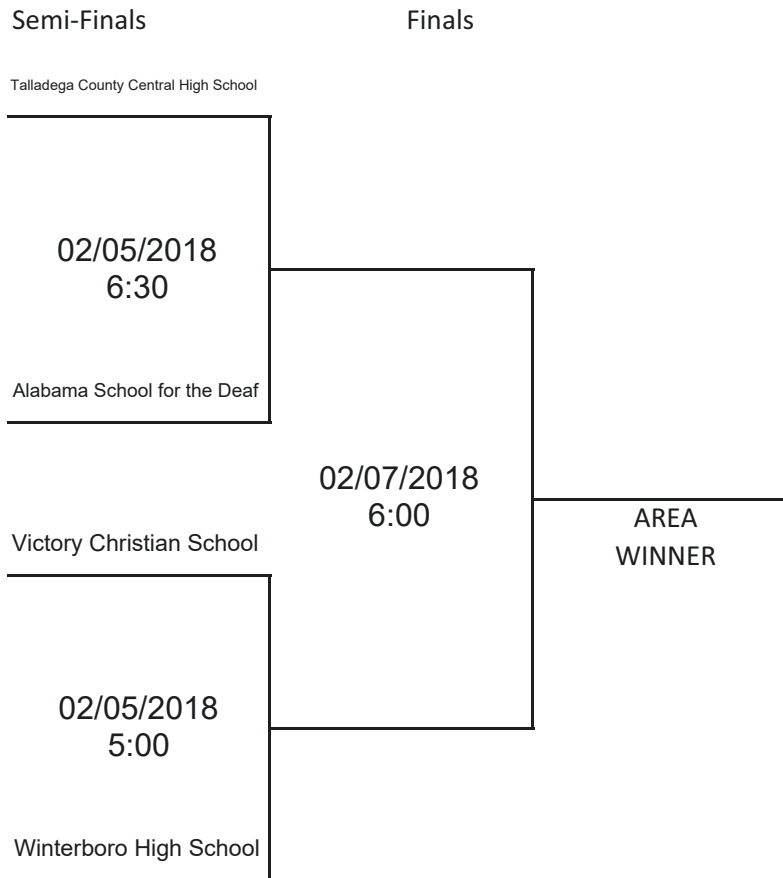 Semi-Finals
Finals
Talladega County Central High School
02/05/2018
6:30
Alabama School for the Deaf
02/07/2018
6:00
AREA
WINNER
Victory Christian School
02/05/2018
5:00
Winterboro High School